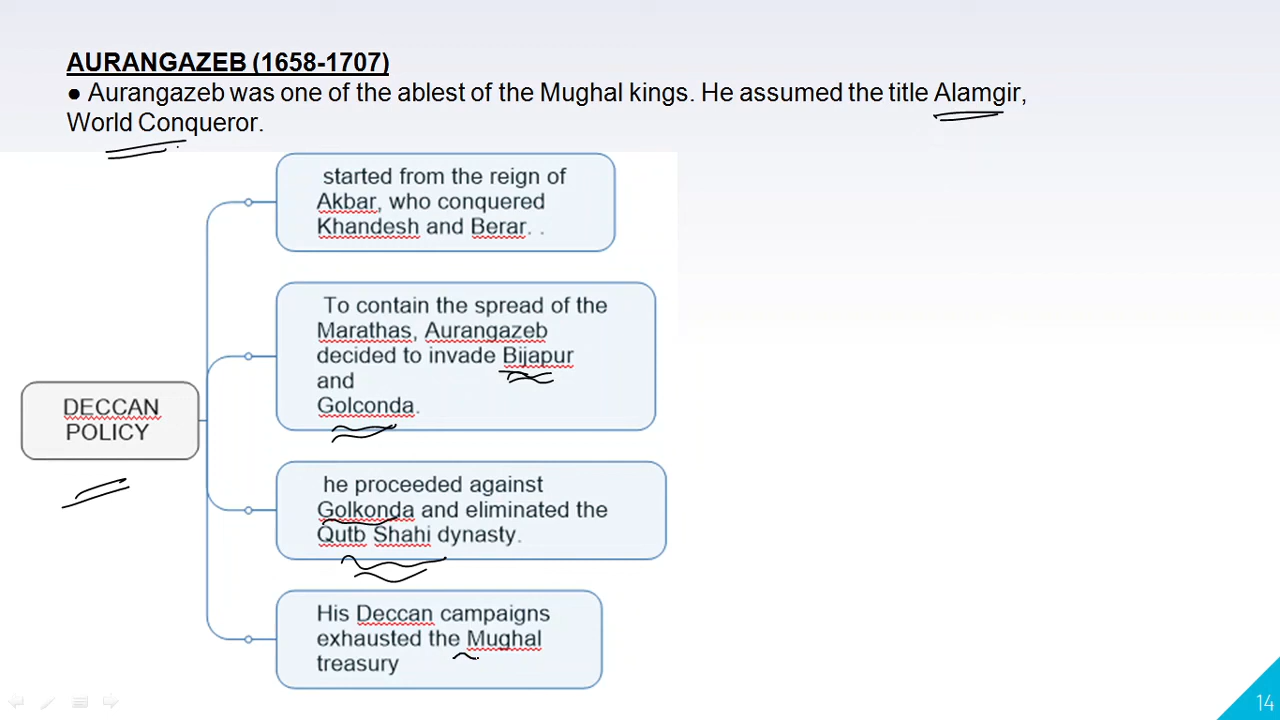 AURANGAZEB (1658-1707)
● Aurangazeb was one of the ablest of the Mughal kings. He assumed the title Alamgir,
World Conqueror.
started from the reign of
Akbar, who conquered
Khandesh and Berar. .
To contain the spread of the
Marathas, Aurangazeb
decided to invade Bijapur
and
Golconda.
DECCAN
POLICY
he proceeded against
Golkonda and eliminated the
Qutb Shahi dynasty.
His Deccan campaigns
exhausted the Mughal
treasury
14